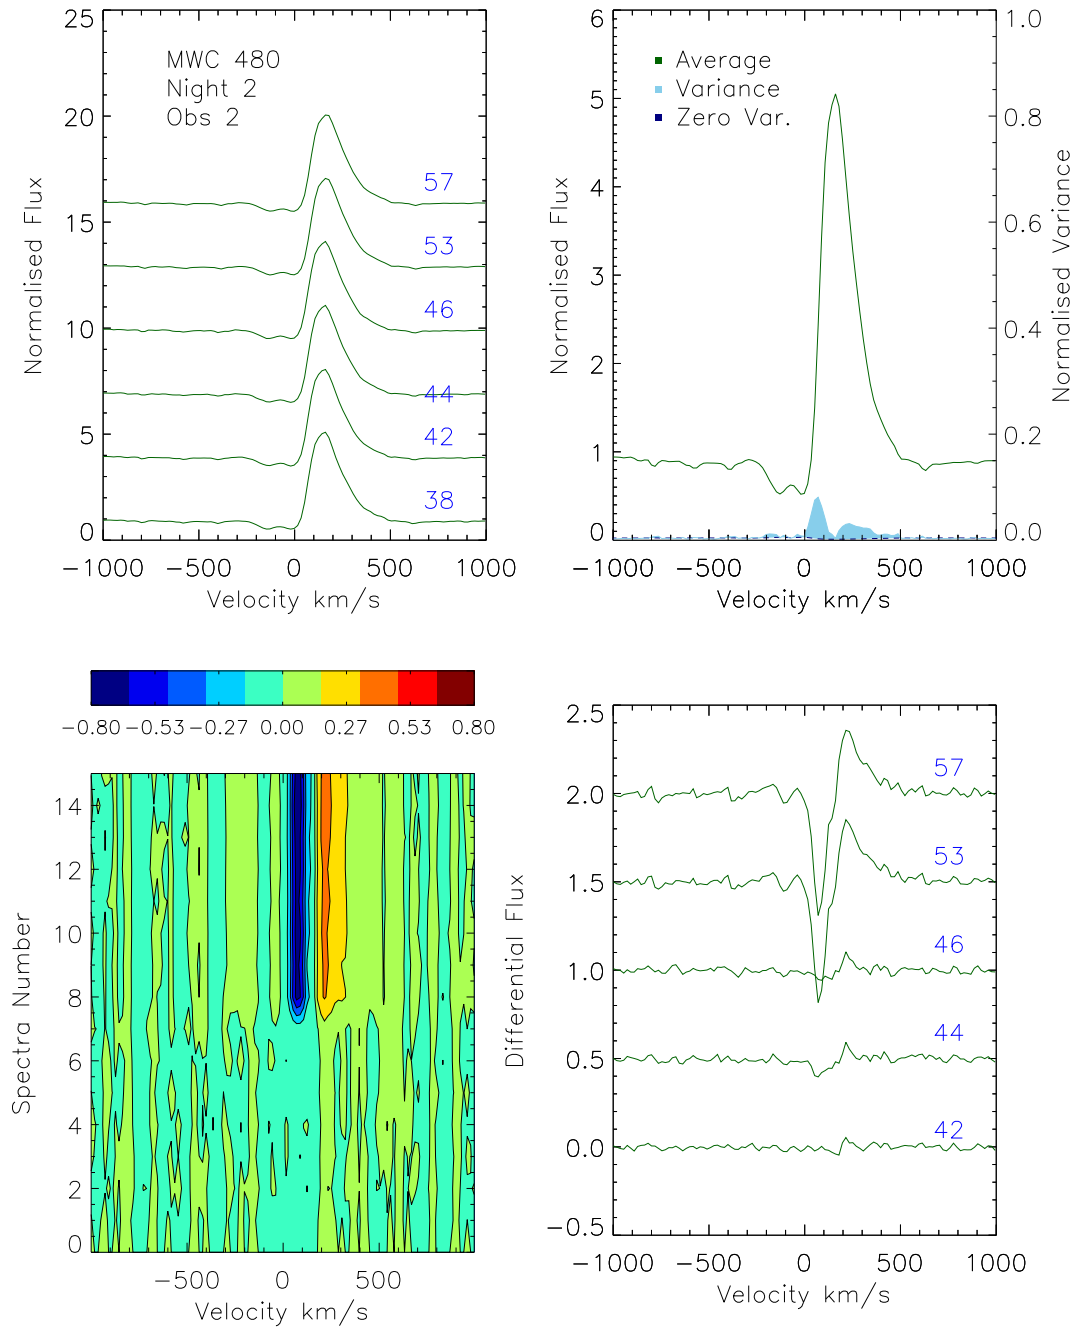 MWC 480
Night 2
Obs 2
25
20
15
10
5
0
Normalised Flux
57
53
46
44
42
38
−1000 −500 0 500 1000
Velocity km/s
Average
Variance
Zero Var.
6
5
4
3
2
1
0
Normalised Flux
1.0
0.8
0.6
0.4
0.2
0.0
Normalised Variance
−1000 −500 0 500 1000
Velocity km/s
−0.80 −0.53 −0.27 0.00 0.27 0.53 0.80
14
12
10
8
6
4
2
0
Spectra Number
−500 0 500
Velocity km/s
2.5
2.0
1.5
1.0
0.5
0.0
−0.5
Differential Flux
57
53
46
44
42
−1000 −500 0 500 1000
Velocity km/s